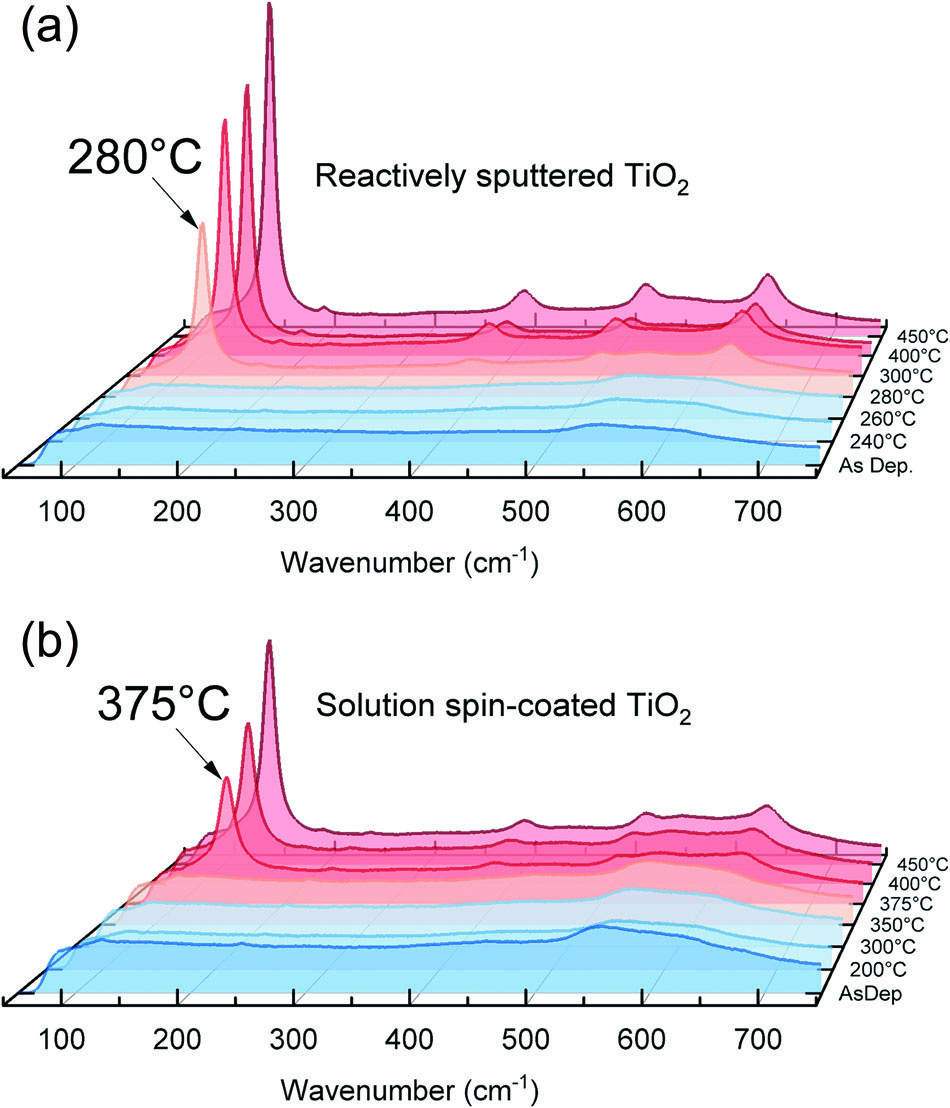 (a)
280°C
Reactively sputtered TiO₂
450°C
400°C
300°C
280°C
260°C
240°C
As Dep.
100 200 300 400 500 600 700
Wavenumber (cm⁻¹)
(b)
375°C
Solution spin-coated TiO₂
450°C
400°C
375°C
350°C
300°C
200°C
AsDep
100 200 300 400 500 600 700
Wavenumber (cm⁻¹)